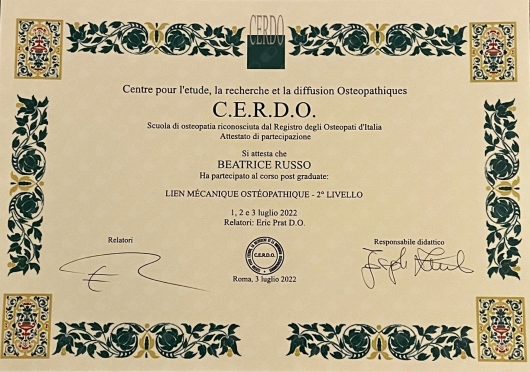 CERDO
Centre pour l'etude, la recherche et la diffusion Osteopathiques
C.E.R.D.O.
Scuola di osteopatia riconosciuta dal Registro degli Osteopati d'Italia
Attestato di partecipazione
Si attesta che
BEATRICE RUSSO
Ha partecipato al corso post graduate:
LIEN MÉCANIQUE OSTÉOPATHIQUE - 2° LIVELLO
1, 2 e 3 luglio 2022
Relatori: Eric Prat D.O.
Relatori
Responsabile didattico
C.E.R.D.O.
Roma, 3 luglio 2022